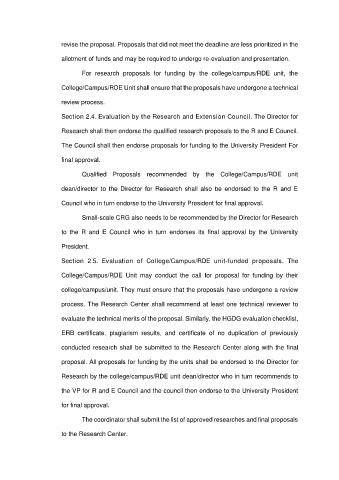 revise the proposal. Proposals that did not meet the deadline are less prioritized in the
allotment of funds and may be required to undergo re-evaluation and presentation.
For research proposals for funding by the college/campus/RDE unit, the
College/Campus/RDE Unit shall ensure that the proposals have undergone a technical
review process.
Section 2.4. Evaluation by the Research and Extension Council. The Director for
Research shall then endorse the qualified research proposals to the R and E Council.
The Council shall then endorse proposals for funding to the University President For
final approval.
Qualified Proposals recommended by the College/Campus/RDE unit
dean/director to the Director for Research shall also be endorsed to the R and E
Council who in turn endorse to the University President for final approval.
Small-scale CRG also needs to be recommended by the Director for Research
to the R and E Council who in turn endorses its final approval by the University
President.
Section 2.5. Evaluation of College/Campus/RDE unit-funded proposals. The
College/Campus/RDE Unit may conduct the call for proposal for funding by their
college/campus/unit. They must ensure that the proposals have undergone a review
process. The Research Center shall recommend at least one technical reviewer to
evaluate the technical merits of the proposal. Similarly, the HGDG evaluation checklist,
ERB certificate, plagiarism results, and certificate of no duplication of previously
conducted research shall be submitted to the Research Center along with the final
proposal. All proposals for funding by the units shall be endorsed to the Director for
Research by the college/campus/RDE unit dean/director who in turn recommends to
the VP for R and E Council and the council then endorse to the University President
for final approval.
The coordinator shall submit the list of approved researches and final proposals
to the Research Center.